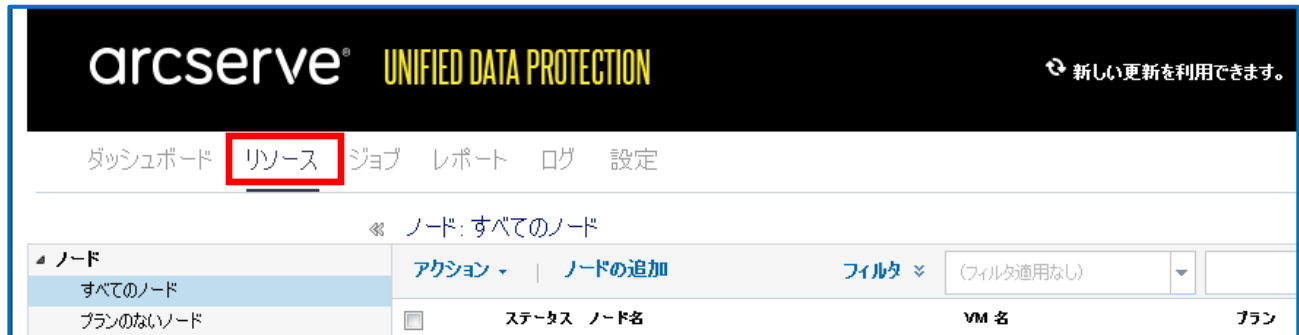 arcserve® UNIFIED DATA PROTECTION
新しい更新を利用できます。
ダッシュボード リソース ジョブ レポート ログ 設定
ノード: すべてのノード
ノード
すべてのノード
プランのないノード
アクション | ノードの追加 フィルタ (フィルタ適用なし)
ステータス ノード名 VM 名 プラン